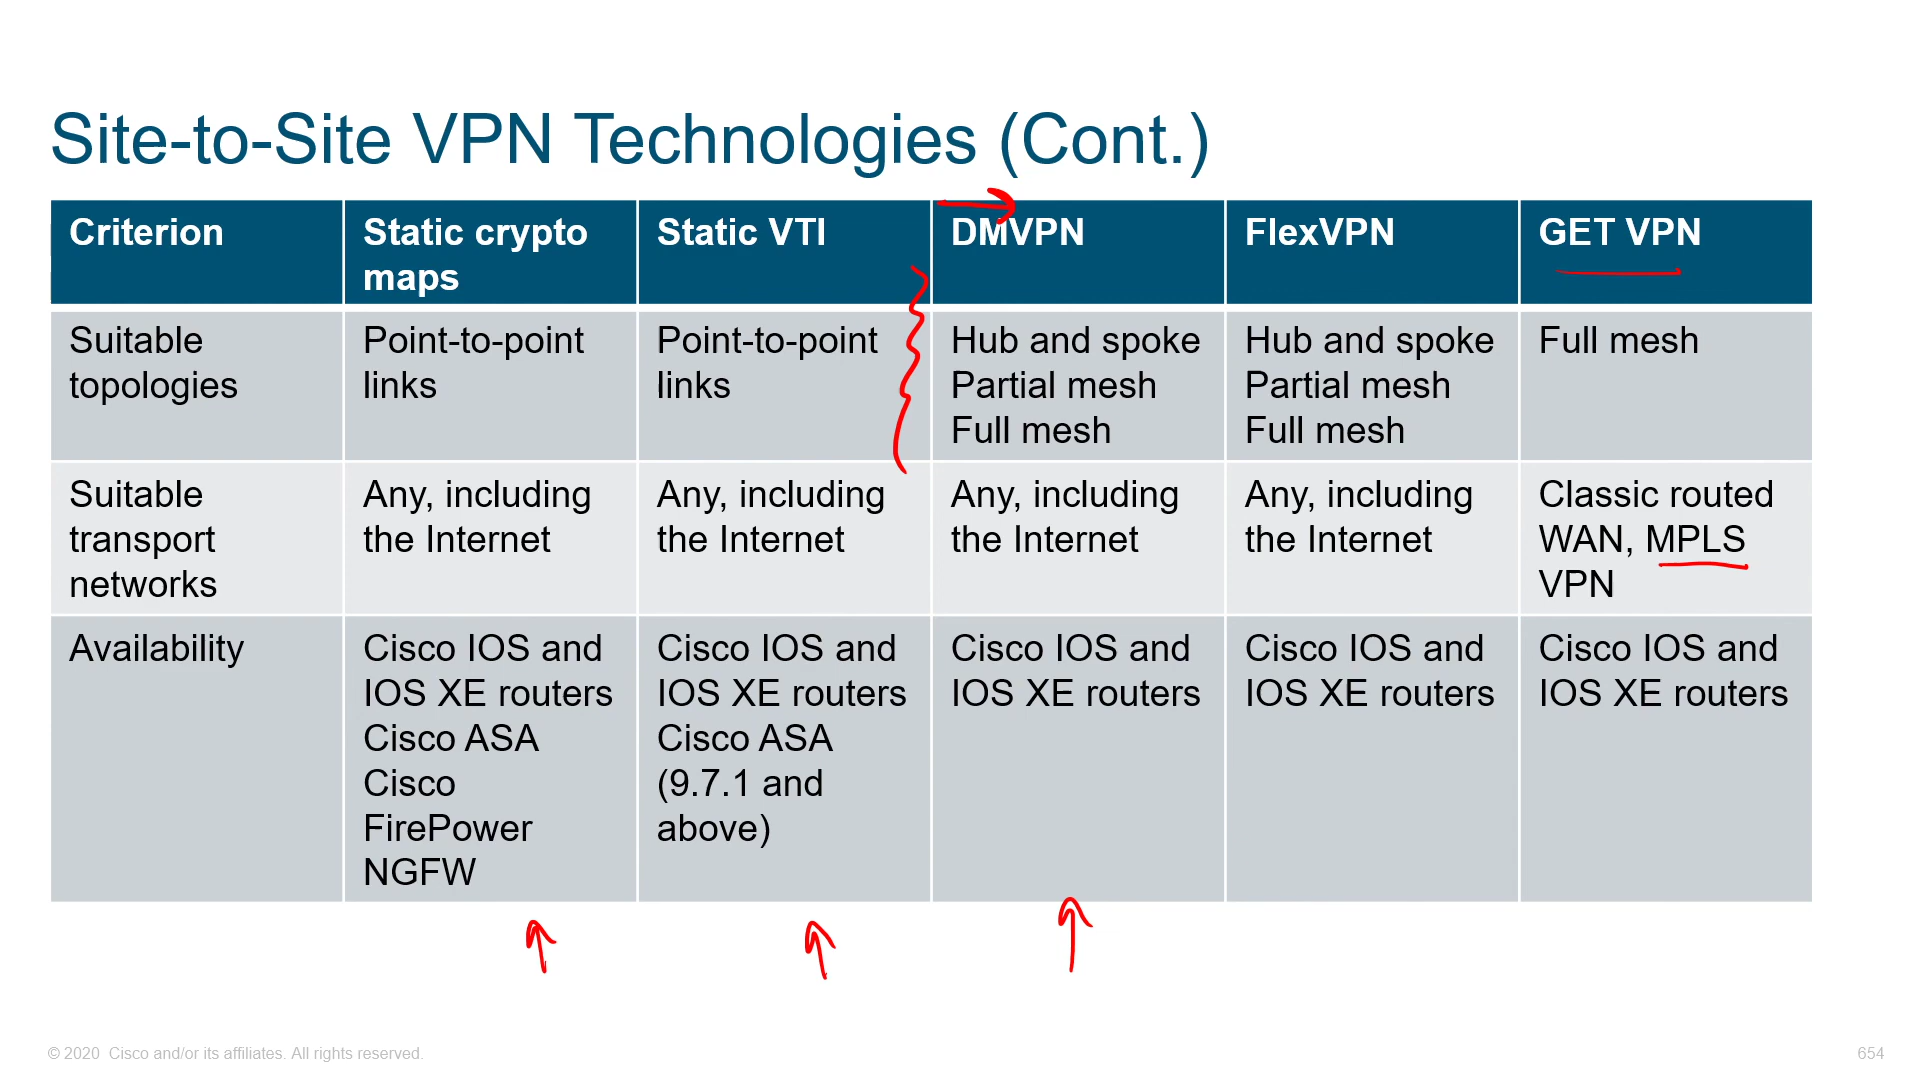 Site-to-Site VPN Technologies (Cont.)
Criterion
Static crypto
maps
Static VTI
DMVPN
FlexVPN
GET VPN
Suitable
topologies
Point-to-point
links
Point-to-point
links
Hub and spoke
Partial mesh
Full mesh
Hub and spoke
Partial mesh
Full mesh
Full mesh
Suitable
transport
networks
Any, including
the Internet
Any, including
the Internet
Any, including
the Internet
Any, including
the Internet
Classic routed
WAN, MPLS
VPN
Availability
Cisco IOS and
IOS XE routers
Cisco ASA
Cisco
FirePower
NGFW
Cisco IOS and
IOS XE routers
Cisco ASA
(9.7.1 and
above)
Cisco IOS and
IOS XE routers
Cisco IOS and
IOS XE routers
Cisco IOS and
IOS XE routers
© 2020 Cisco and/or its affiliates. All rights reserved.
654